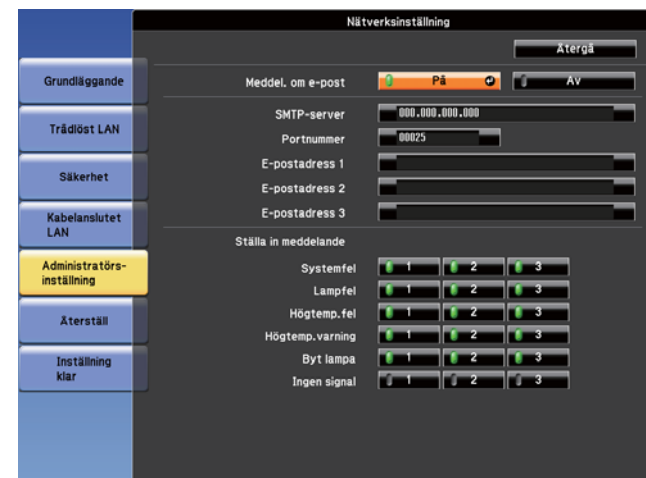 Nätverksinställning
Återgå
Grundläggande
Trådlöst LAN
Säkerhet
Kabelanslutet
LAN
Administratörs-
inställning
Återställ
Inställning
klar
Meddel. om e-post På Av
SMTP-server 000.000.000.000
Portnummer 00025
E-postadress 1
E-postadress 2
E-postadress 3
Ställa in meddelande
Systemfel 1 2 3
Lampfel 1 2 3
Högtemp.fel 1 2 3
Högtemp.varning 1 2 3
Byt lampa 1 2 3
Ingen signal 1 2 3